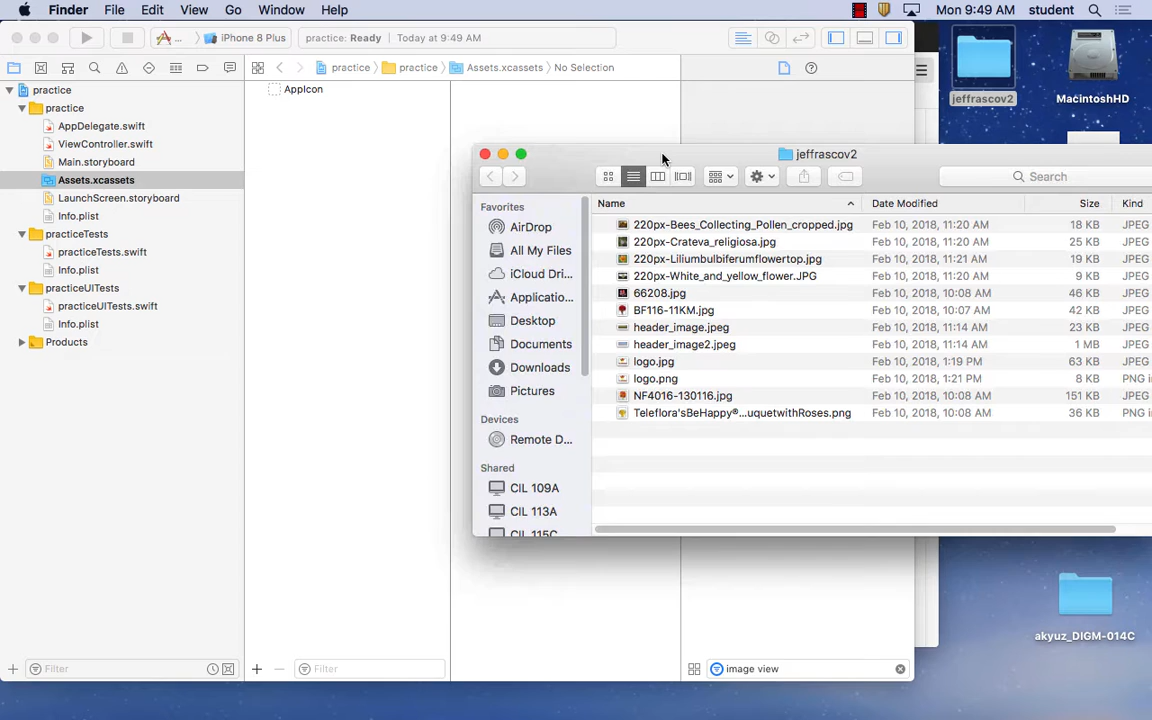 Finder File Edit View Go Window Help Mon 9:49 AM student
iPhone 8 Plus practice: Ready Today at 9:49 AM
practice practice Assets.xcassets No Selection
practice
practice
AppDelegate.swift
ViewController.swift
Main.storyboard
Assets.xcassets
LaunchScreen.storyboard
Info.plist
practiceTests
practiceTests.swift
Info.plist
practiceUITests
practiceUITests.swift
Info.plist
Products
Filter
AppIcon
Filter
image view
jeffrascov2
Search
Favorites
AirDrop
All My Files
iCloud Dri...
Applicatio...
Desktop
Documents
Downloads
Pictures
Devices
Remote D...
Shared
CIL 109A
CIL 113A
CIL 115C
Name Date Modified Size Kind
220px-Bees_Collecting_Pollen_cropped.jpg Feb 10, 2018, 11:20 AM 18 KB JPEG
220px-Crateva_religiosa.jpg Feb 10, 2018, 11:20 AM 25 KB JPEG
220px-Liliumbulbiferumflowertop.jpg Feb 10, 2018, 11:21 AM 20 KB JPEG
220px-White_and_yellow_flower.JPG Feb 10, 2018, 11:20 AM 9 KB JPEG
66208.jpg Feb 10, 2018, 10:08 AM 46 KB JPEG
BF116-11KM.jpg Feb 10, 2018, 10:07 AM 42 KB JPEG
header_image.jpeg Feb 10, 2018, 11:14 AM 23 KB JPEG
header_image2.jpeg Feb 10, 2018, 11:14 AM 1 MB JPEG
logo.jpg Feb 10, 2018, 1:19 PM 63 KB JPEG
logo.png Feb 10, 2018, 1:21 PM 8 KB PNG i
NF4016-130116.jpg Feb 10, 2018, 10:08 AM 151 KB JPEG
Teleflora'sBeHappy®...uquetwithRoses.png Feb 10, 2018, 10:08 AM 36 KB PNG i
jeffrascov2
MacintoshHD
akyuz_DIGM-014C